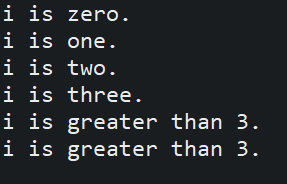 i is zero.
i is one.
i is two.
i is three.
i is greater than 3.
i is greater than 3.